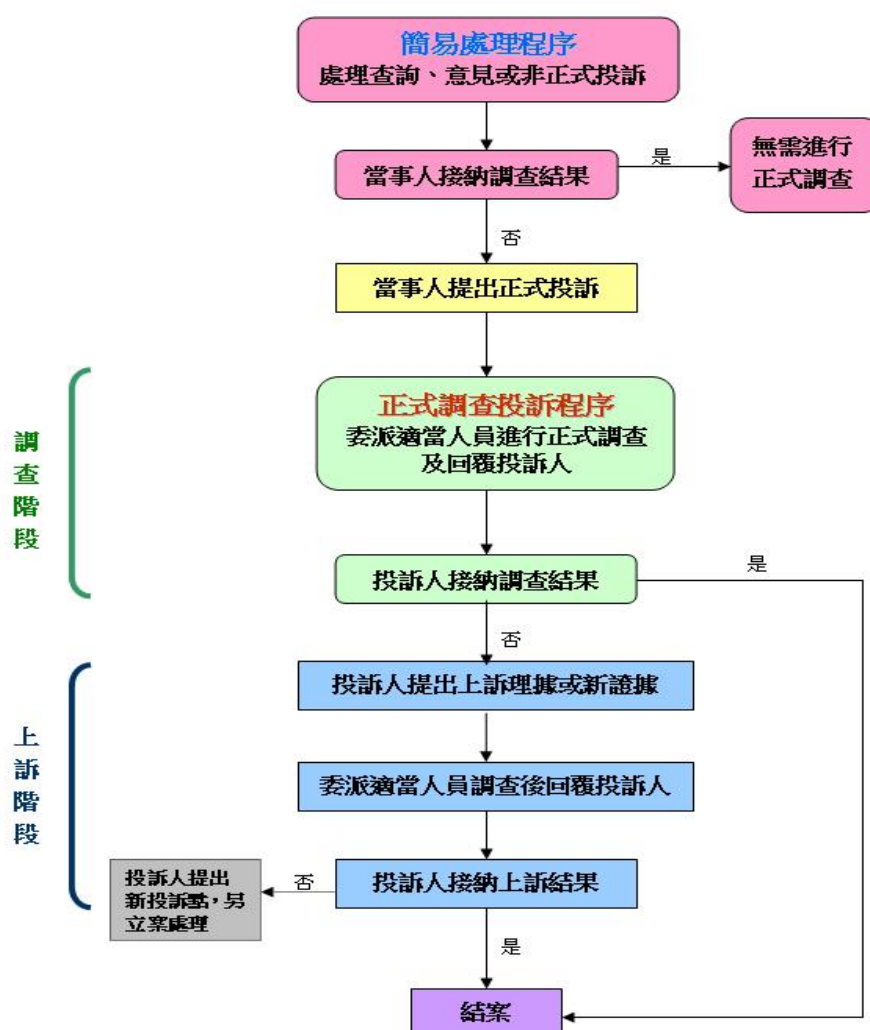 簡易處理程序
處理查詢、意見或非正式投訴
當事人接納調查結果
是
無需進行
正式調查
否
當事人提出正式投訴
調
查
階
段
正式調查投訴程序
委派適當人員進行正式調查
及回覆投訴人
投訴人接納調查結果
是
否
上
訴
階
段
投訴人提出上訴理據或新證據
委派適當人員調查後回覆投訴人
投訴人接納上訴結果
否
投訴人提出
新投訴點，另
立案處理
是
結案